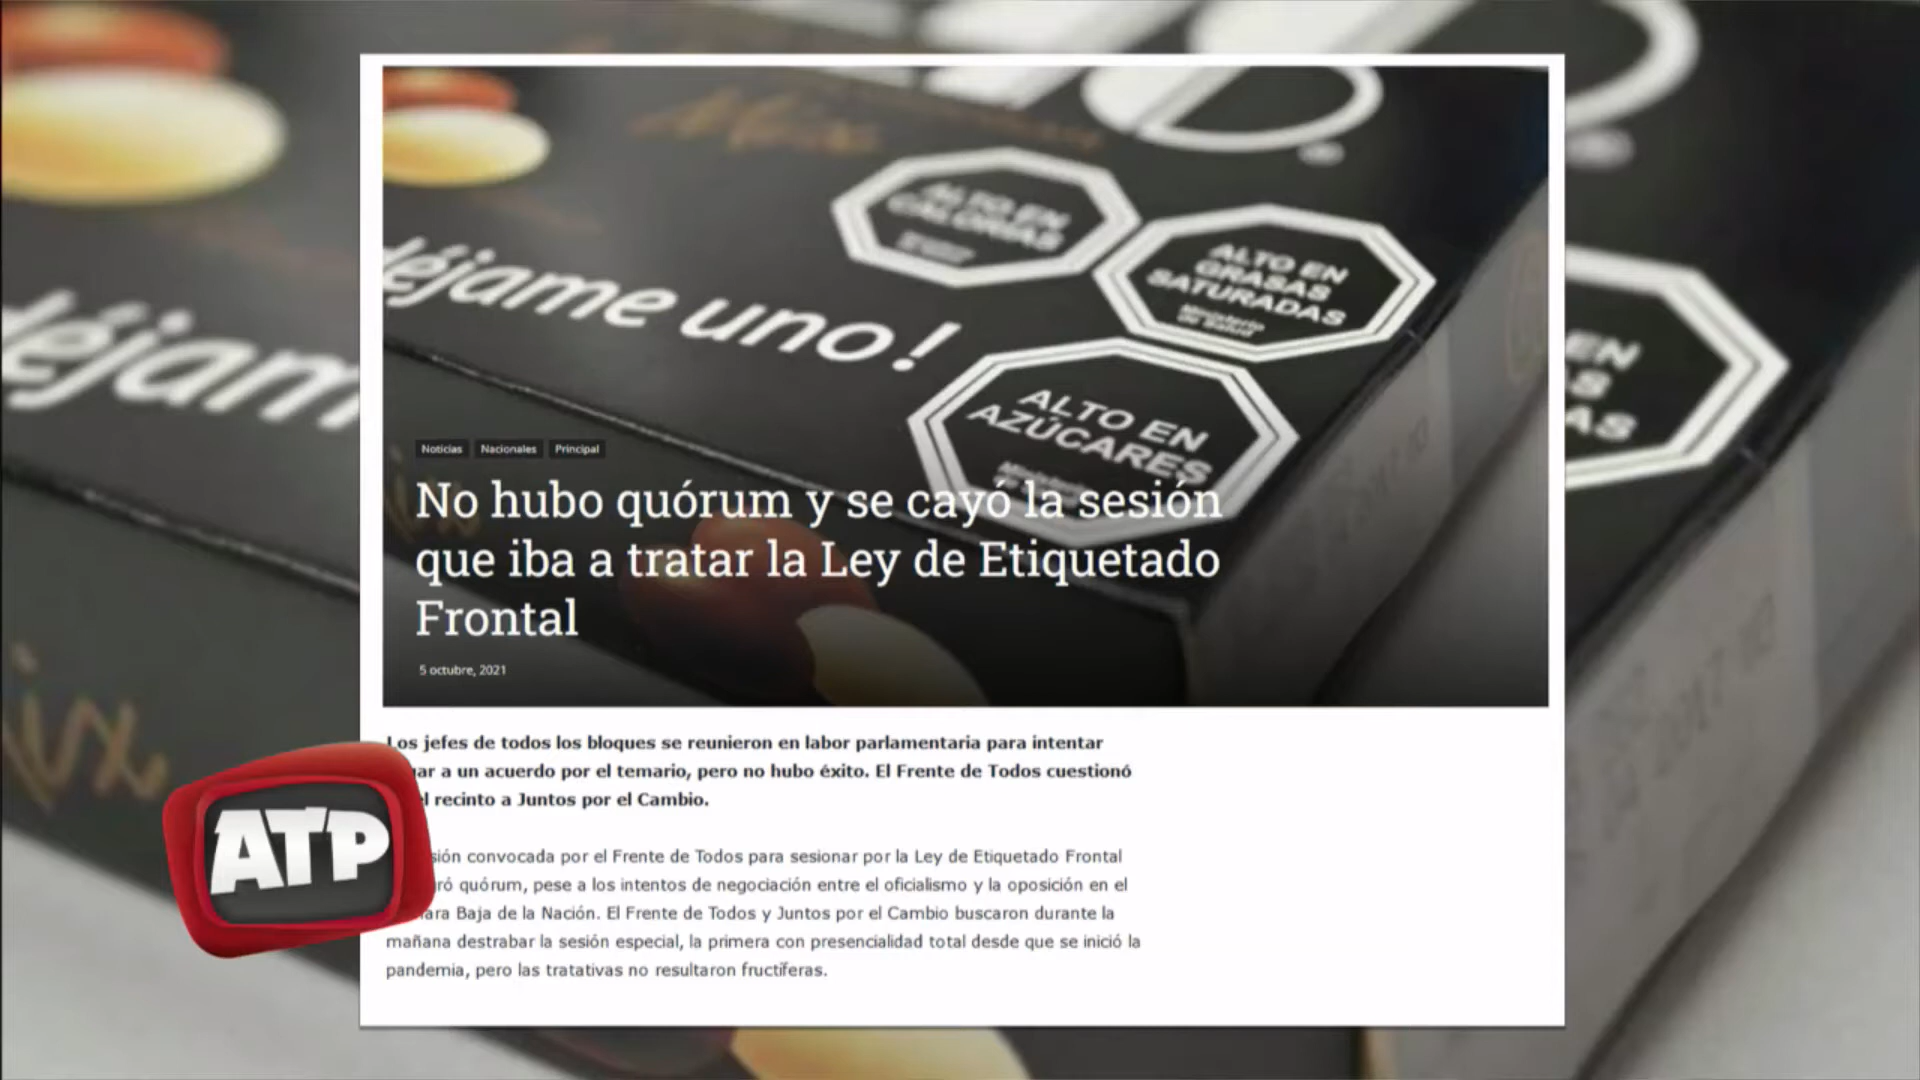 déjame uno!
ALTO EN
CALORÍAS
ALTO EN
GRASAS
SATURADAS
Ministerio
de Salud
ALTO EN
AZÚCARES
Noticias Nacionales Principal
No hubo quórum y se cayó la sesión
que iba a tratar la Ley de Etiquetado
Frontal
5 octubre, 2021
Los jefes de todos los bloques se reunieron en labor parlamentaria para intentar
a un acuerdo por el temario, pero no hubo éxito. El Frente de Todos cuestionó
recinto a Juntos por el Cambio.
convocada por el Frente de Todos para sesionar por la Ley de Etiquetado Frontal
quórum, pese a los intentos de negociación entre el oficialismo y la oposición en el
Baja de la Nación. El Frente de Todos y Juntos por el Cambio buscaron durante la
mañana destrabar la sesión especial, la primera con presencialidad total desde que se inició la
pandemia, pero las tratativas no resultaron fructíferas.
ATP